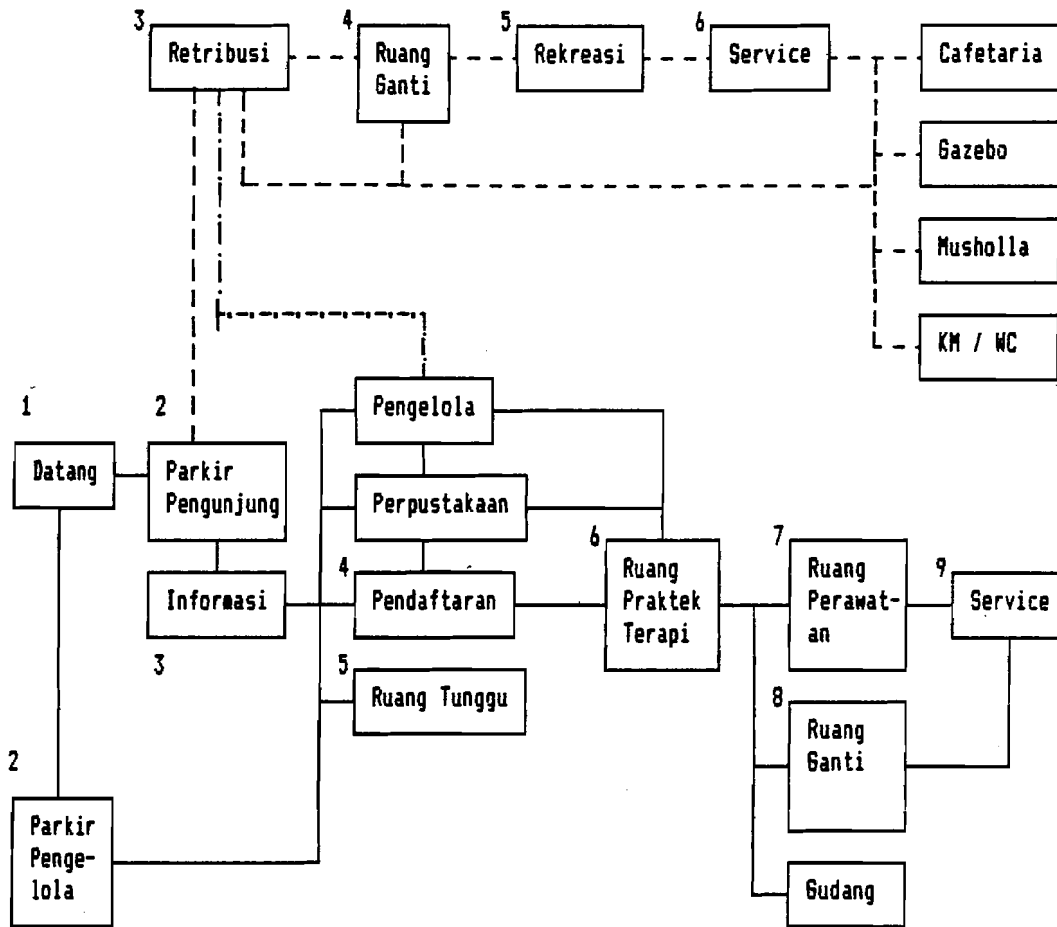 3
Retribusi
4
Ruang
Ganti
5
Rekreasi
6
Service
Cafetaria
Gazebo
Musholla
KM / WC
1
Datang
2
Parkir
Pengunjung
Pengelola
Perpustakaan
Informasi
3
4
Pendaftaran
5
Ruang Tunggu
6
Ruang
Praktek
Terapi
7
Ruang
Perawat-
an
9
Service
8
Ruang
Ganti
Gudang
2
Parkir
Penge-
lola